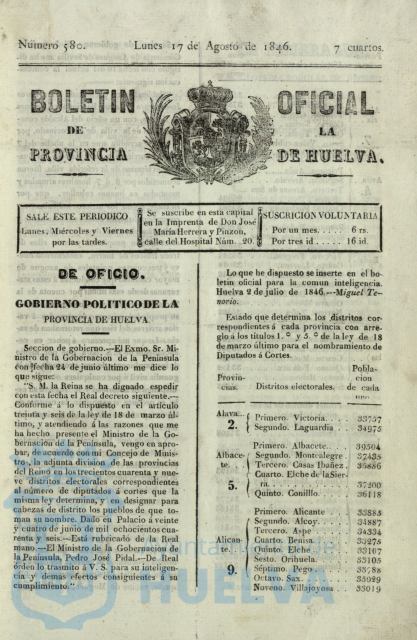 Número 580. Lunes 17 de Agosto de 1846. 7 cuartos.
BOLETIN OFICIAL
DE LA
PROVINCIA DE HUELVA.
SALE ESTE PERIODICO
Lunes, Miércoles y Viernes
por las tardes.
Se suscribe en esta capital
en la Imprenta de Don José
María Herrera y Pinzon,
calle del Hospital Núm. 20.
SUSCRICION VOLUNTARIA
Por un mes. . . . . 6 rs.
Por tres id . . . . . 16 id.
DE OFICIO.
GOBIERNO POLITICO DE LA
PROVINCIA DE HUELVA
Seccion de gobierno.—El Exmo. Sr. Mi-
nistro de la Gobernacion de la Península
con fecha 24 de junio último me dice lo
que sigue:
"S. M. la Reina se ha dignado espedir
con esta fecha el Real decreto siguiente.—
Conforme á lo dispuesto en el artículo
treinta y seis de la ley de 18 de marzo úl-
timo, y atendiendo á las razones que me
ha hecho presente el Ministro de la Go-
bernacion de la Península, vengo en apro-
bar, de acuerdo con mi Consejo de Minis-
tros, la adjunta division de las provincias
del Reino en los trecientos cuarenta y nue-
ve distritos electorales correspondientes
al número de diputados á cortes que la
misma ley determina, y en designar para
cabezas de distrito los pueblos de que to-
man su nombre. Dado en Palacio á veinte
y cuatro de junio de mil ochocientos cua-
renta y seis.—Está rubricado de la Real
mano.—El Ministro de la Gobernacion de
la Península, Pedro José Pidal.—De Real
órden lo trasmito á V. S. para su inteligen-
cia y demas efectos consiguientes á su
cumplimiento."
Lo que he dispuesto se inserte en el bo-
letin oficial para la comun inteligencia.
Huelva 2 de julio de 1846.—Miguel Te-
norio.
Estado que determina los distritos cor-
respondientes á cada provincia con arre-
glo á los titulos 1.º y 5.º de la ley de 18
de marzo último para el nombramiento de
Diputados á Cortes.
Provin-
cias. Distritos electorales. Pobla-
cion
de cada
uno
Alava. .
2. Primero. Victoria. . . . 33757
Segundo. Laguardia . . 34975
Albace-
te. . .
5. Primero. Albacete. . . 39504
Segundo. Montealegre . 37435
Tercero. Casas Ibañez . 35886
Cuarto. Elche de la Sier-
ra. . . . . 37200
Quinto. Conillo. . . 36118
Alican-
te. . .
9. Primero. Alicante . . . 33885
Segundo. Alcoy. . . . 34887
Tercero. Aspe . . . . 34334
Cuarto. Benisa. . . . 33275
Quinto. Elche . . . . 33107
Sesto. Orihuela. . . . 33105
Séptimo. Pego. . . . 33788
Octavo. Sax. . . . . 35929
Noveno. Villajoyosa . . 33019
HUELVA